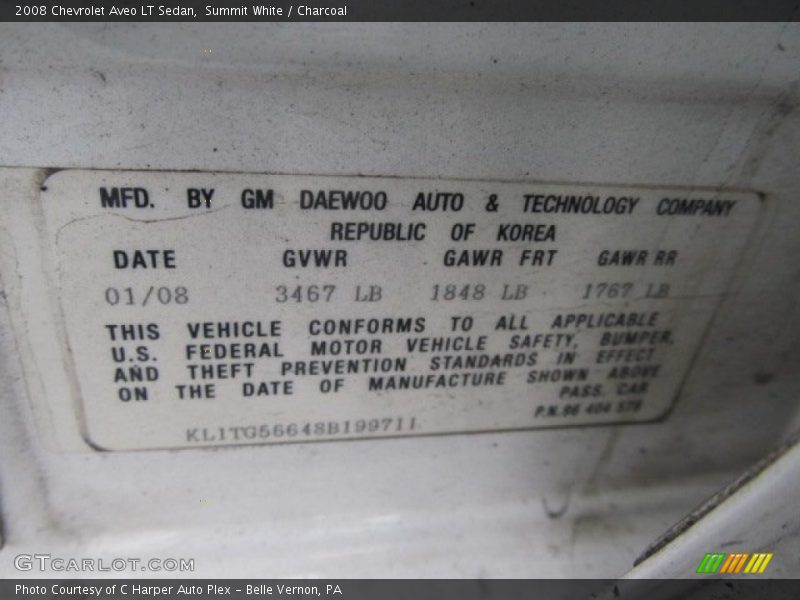 2008 Chevrolet Aveo LT Sedan,  Summit White / Charcoal
MFD. BY GM DAEWOO AUTO & TECHNOLOGY COMPANY
REPUBLIC OF KOREA
DATE GVWR GAWR FRT GAWR RR
01/08 3467 LB 1848 LB 1767 LB
THIS VEHICLE CONFORMS TO ALL APPLICABLE
U.S. FEDERAL MOTOR VEHICLE SAFETY, BUMPER,
AND THEFT PREVENTION STANDARDS IN EFFECT
ON THE DATE OF MANUFACTURE SHOWN ABOVE
PASS. CAR
P.N.96 404 578
KL1TG56648B199711
GTCARLOT.COM
Photo Courtesy of C Harper Auto Plex – Belle Vernon, PA